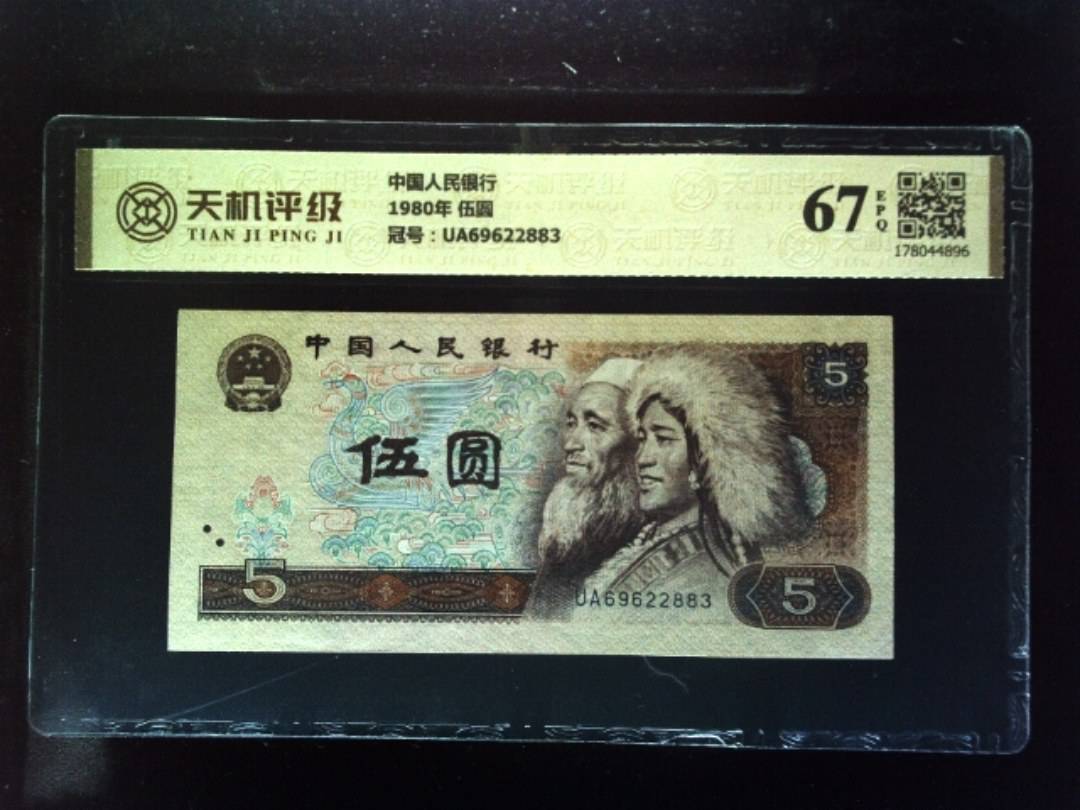 天机评级
TIAN JI PING JI
中国人民银行
1980年 伍圆
冠号：UA69622883
67
EPQ
178044896
中国人民银行
5
伍圆
5
UA69622883
5